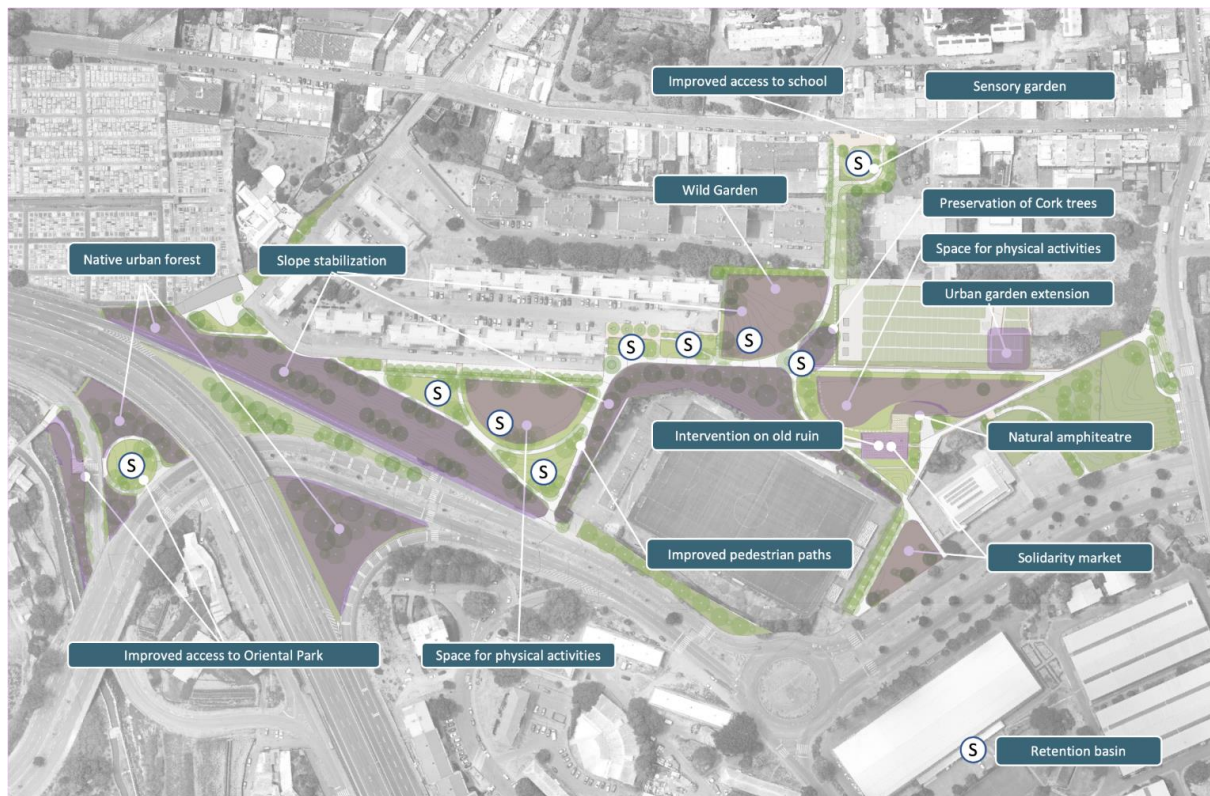 Improved access to school
Sensory garden
S
Wild Garden
Preservation of Cork trees
Native urban forest
Slope stabilization
Space for physical activities
Urban garden extension
S
S
S
S
S
S
S
Intervention on old ruin
Natural amphiteatre
S
S
Improved pedestrian paths
Solidarity market
Improved access to Oriental Park
Space for physical activities
S
Retention basin